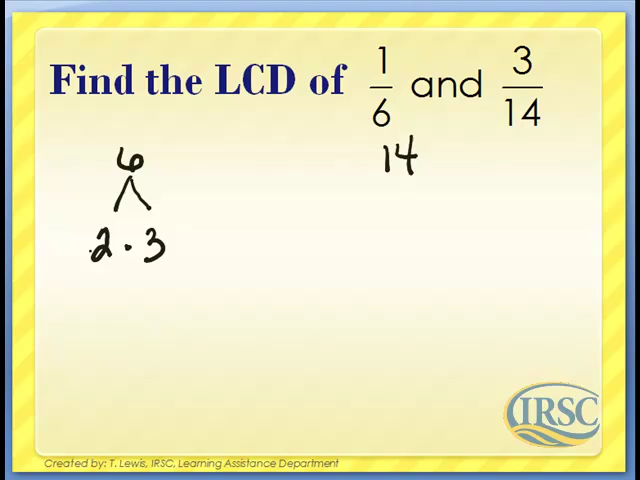 Find the LCD of 1/6 and 3/14
6
14
2 · 3
IRSC
Created by: T. Lewis, IRSC, Learning Assistance Department